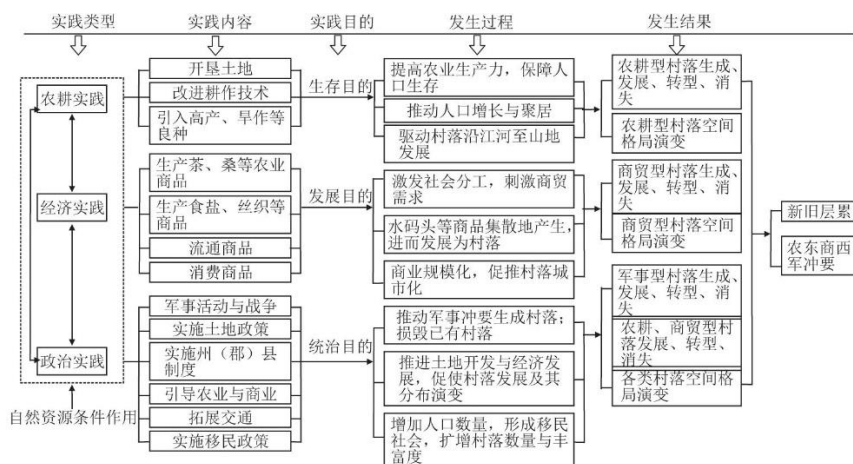 实践类型
实践内容
实践目的
发生过程
发生结果
农耕实践
经济实践
政治实践
自然资源条件作用
开垦土地
改进耕作技术
引入高产、旱作等
良种
生产茶、桑等农业
商品
生产食盐、丝织等
商品
流通商品
消费商品
军事活动与战争
实施土地政策
实施州（郡）县
制度
引导农业与商业
拓展交通
实施移民政策
生存目的
发展目的
统治目的
提高农业生产力，保障人
口生存
推动人口增长与聚居
驱动村落沿江河至山地
发展
激发社会分工，刺激商贸
需求
水码头等商品集散地产生，
进而发展为村落
商业规模化，促推村落城
市化
推动军事冲要生成村落；
损毁已有村落
推进土地开发与经济发
展，促使村落发展及其
分布演变
增加人口数量，形成移民
社会，扩增村落数量与丰
富度
农耕型村落生成、
发展、转型、消
失
农耕型村落空间
格局演变
商贸型村落生成、
发展、转型、消
失
商贸型村落空间
格局演变
军事型村落生成、
发展、转型、消
失
农耕、商贸型村
落发展、转型、
消失
各类村落空间格
局演变
新旧层累
农东商西
军冲要